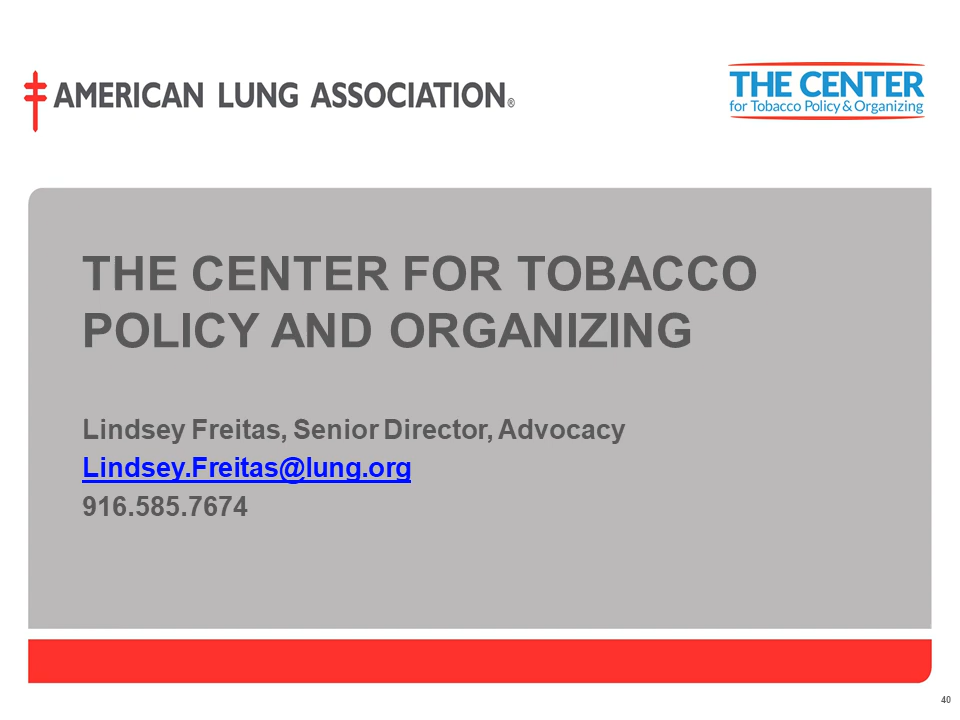 AMERICAN LUNG ASSOCIATION®
THE CENTER
for Tobacco Policy & Organizing
THE CENTER FOR TOBACCO
POLICY AND ORGANIZING
Lindsey Freitas, Senior Director, Advocacy
Lindsey.Freitas@lung.org
916.585.7674
40